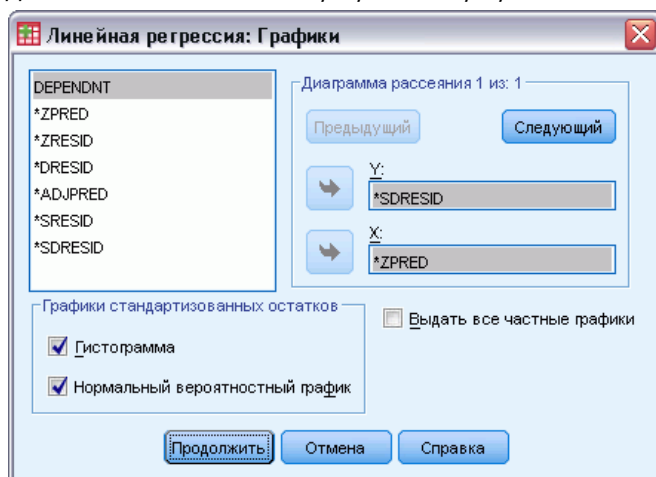 Линейная регрессия: Графики
DEPENDNT
*ZPRED
*ZRESID
*DRESID
*ADJPRED
*SRESID
*SDRESID
Диаграмма рассеяния 1 из: 1
Предыдущий
Следующий
Y:
*SDRESID
X:
*ZPRED
Графики стандартизованных остатков
Гистограмма
Нормальный вероятностный график
Выдать все частные графики
Продолжить
Отмена
Справка